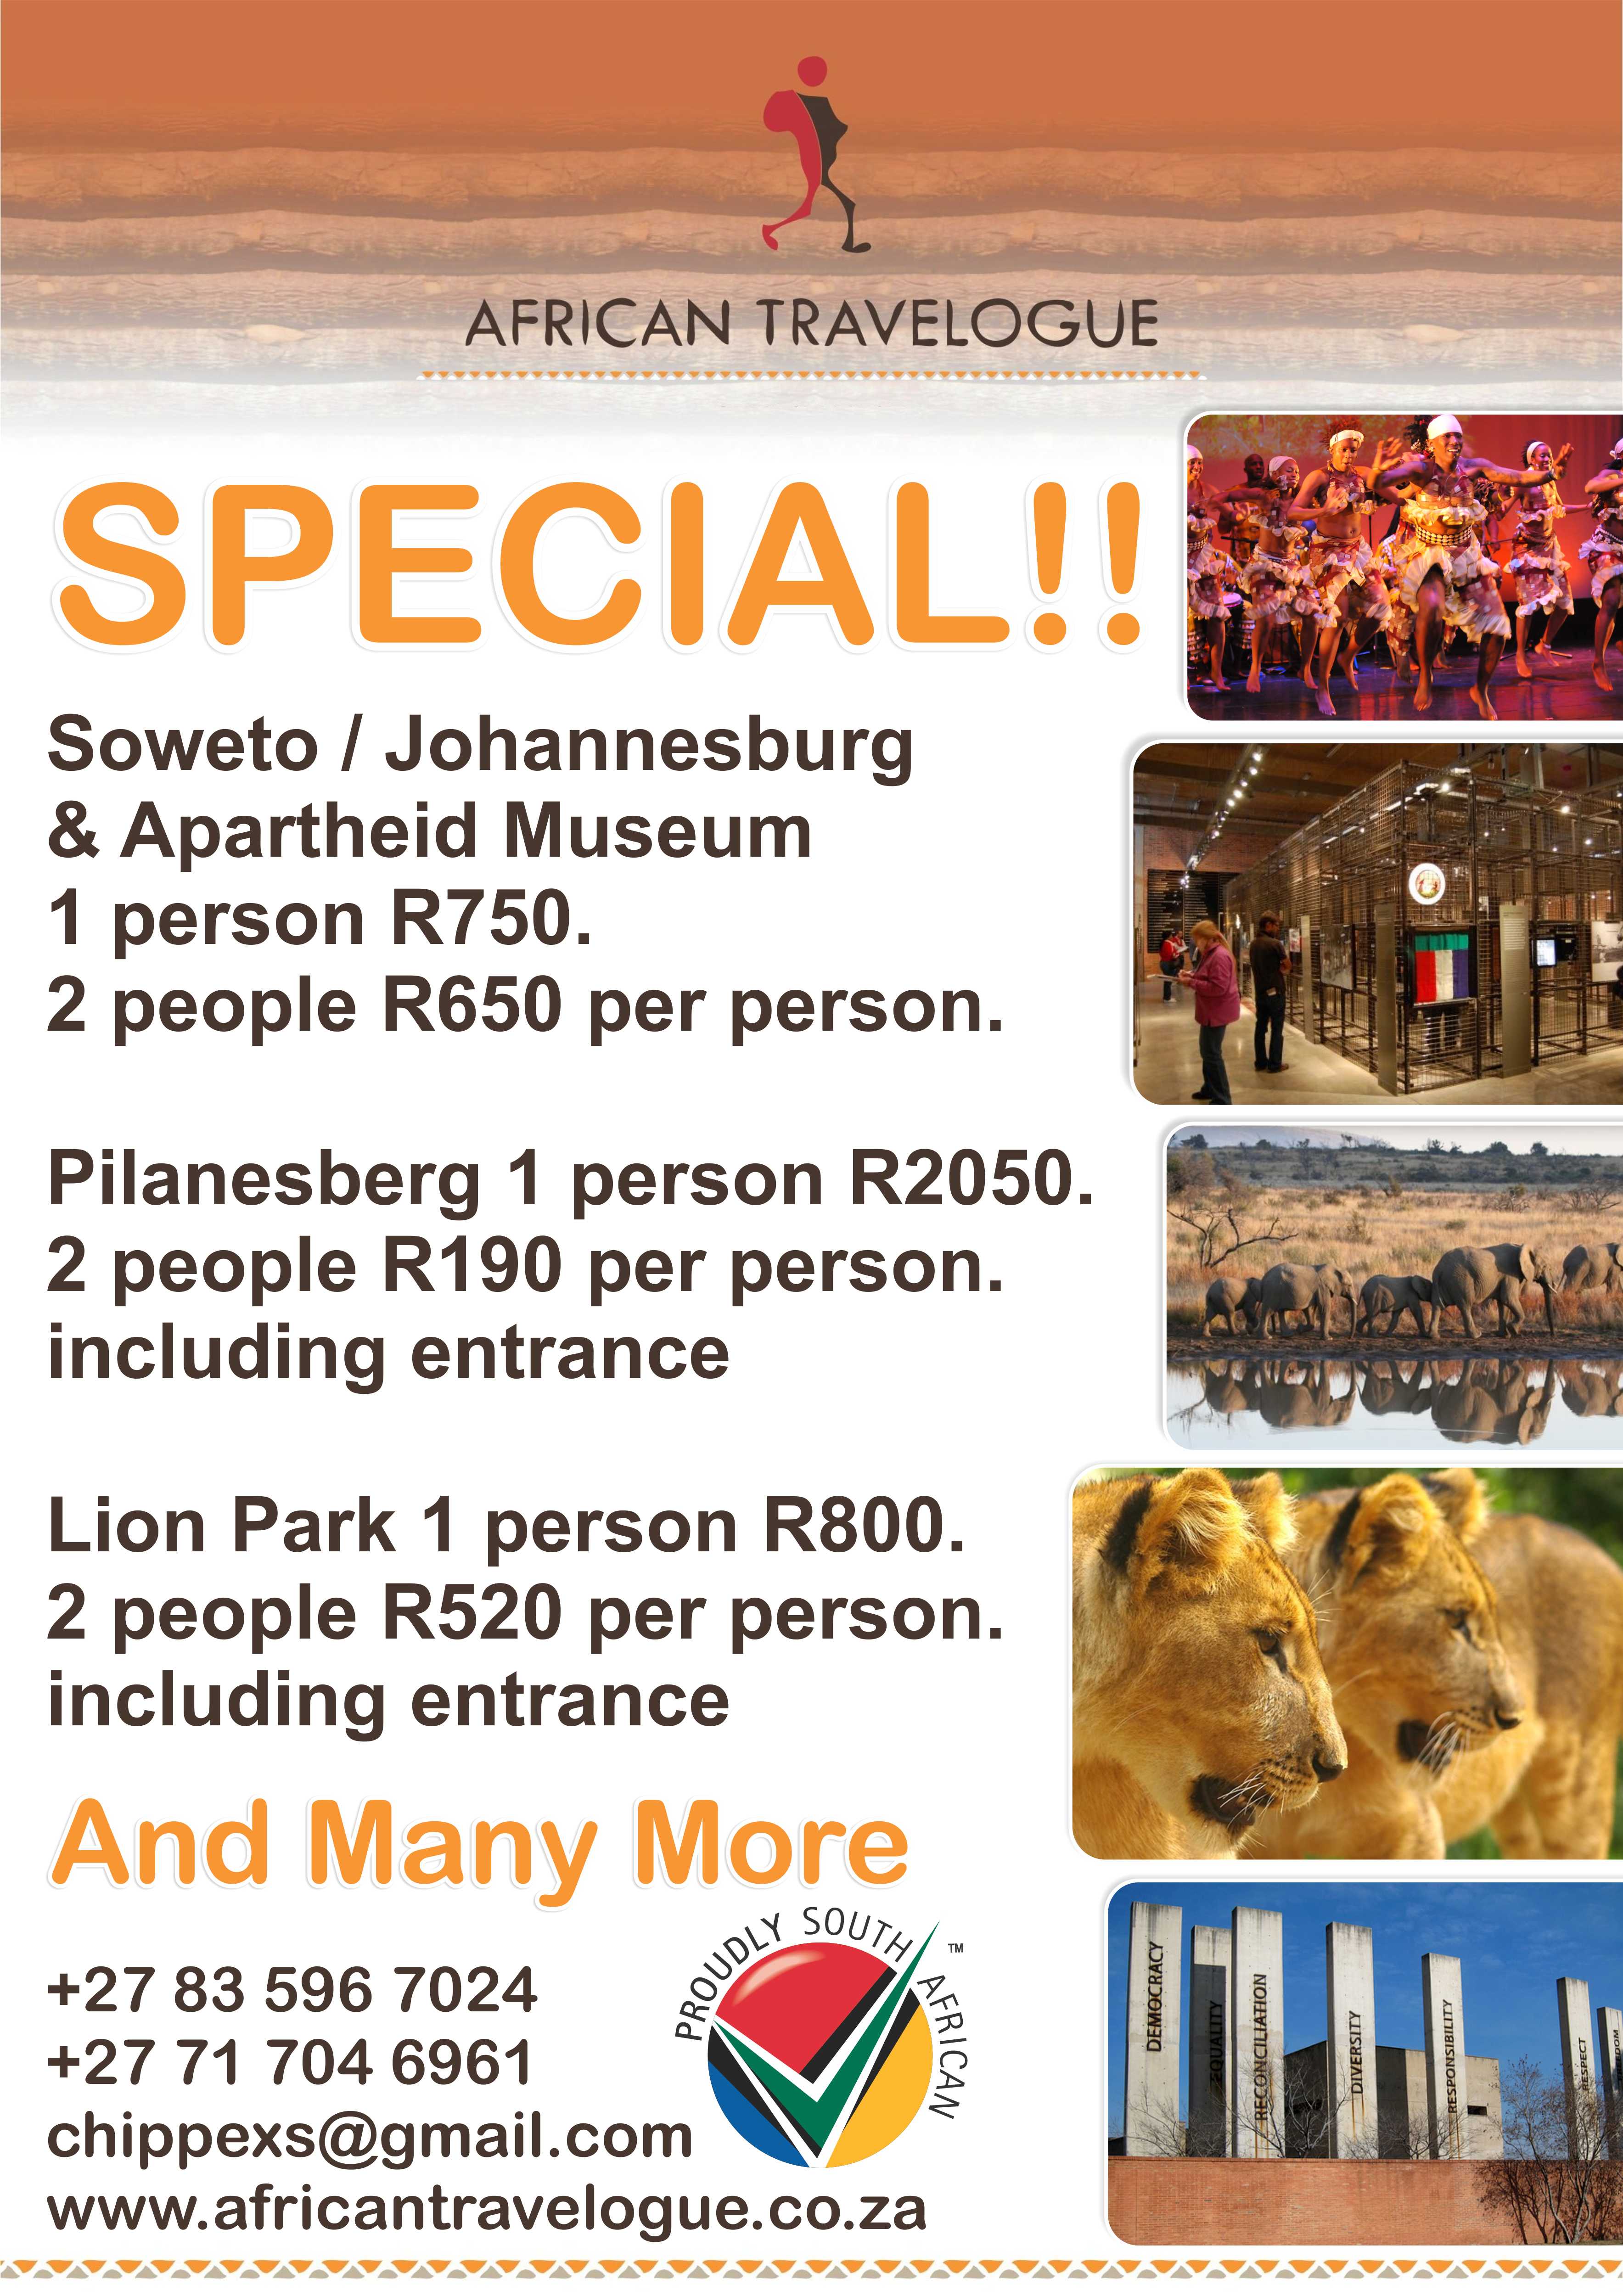 AFRICAN TRAVELOGUE
SPECIAL!!
Soweto / Johannesburg
& Apartheid Museum
1 person R750.
2 people R650 per person.
Pilanesberg 1 person R2050.
2 people R190 per person.
including entrance
Lion Park 1 person R800.
2 people R520 per person.
including entrance
And Many More
PROUDLY SOUTH AFRICAN ™
+27 83 596 7024
+27 71 704 6961
chippexs@gmail.com
www.africantravelogue.co.za
DEMOCRACY
EQUALITY
RECONCILIATION
DIVERSITY
RESPONSIBILITY
RESPECT